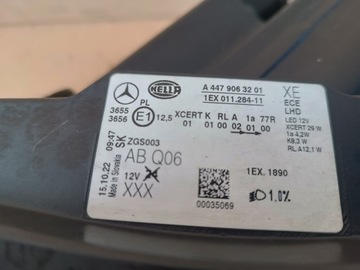 HELLA
A 447 906 3201
1EX 011.284-11
XE
ECE
LHD
LED 12V
XCERT 29 W
1a 4,2W
K8,3 W
RL A12,1 W
PL
3655
3656
E1
12,5
XCERT K RL A 1a 77R
01 01 00 02 01 00
15.10.22 09:47
Made in Slovakia SK
ZGS003
AB Q06
12V
XXX
00035069
1EX. 1890
1.0%